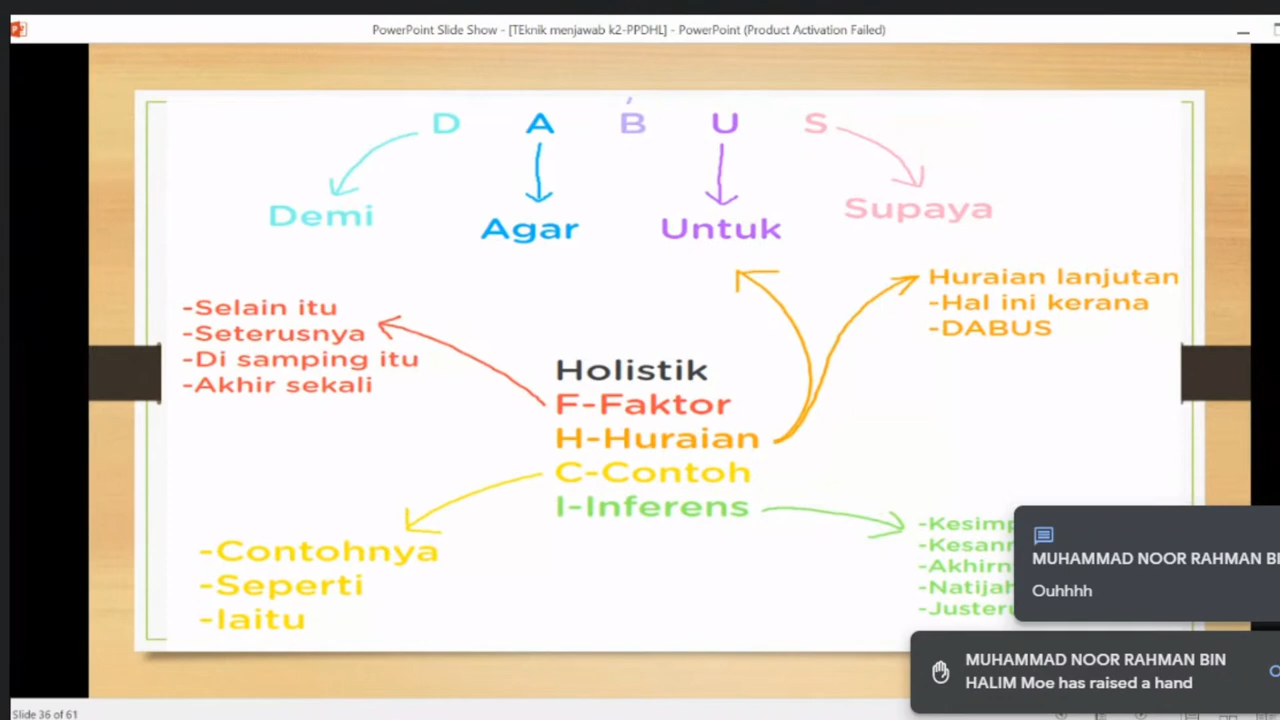 PowerPoint Slide Show - [TEknik menjawab k2-PPDHL] - PowerPoint (Product Activation Failed)
D A B U S
Demi
Agar
Untuk
Supaya
-Selain itu
-Seterusnya
-Di samping itu
-Akhir sekali
Huraian lanjutan
-Hal ini kerana
-DABUS
Holistik
F-Faktor
H-Huraian
C-Contoh
I-Inferens
-Contohnya
-Seperti
-Iaitu
MUHAMMAD NOOR RAHMAN
Ouhhhh
MUHAMMAD NOOR RAHMAN BIN
HALIM Moe has raised a hand
Slide 36 of 61